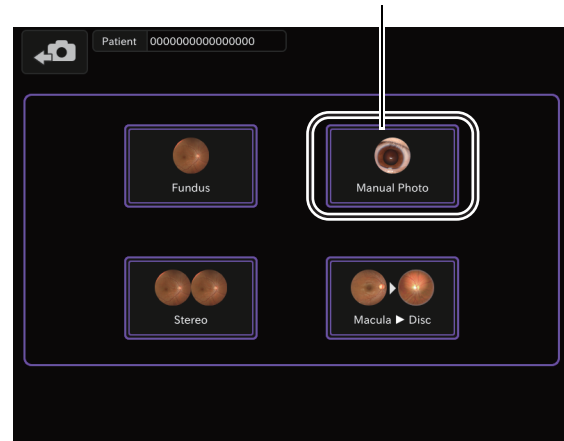 Patient 0000000000000000
Fundus
Manual Photo
Stereo
Macula ▶ Disc